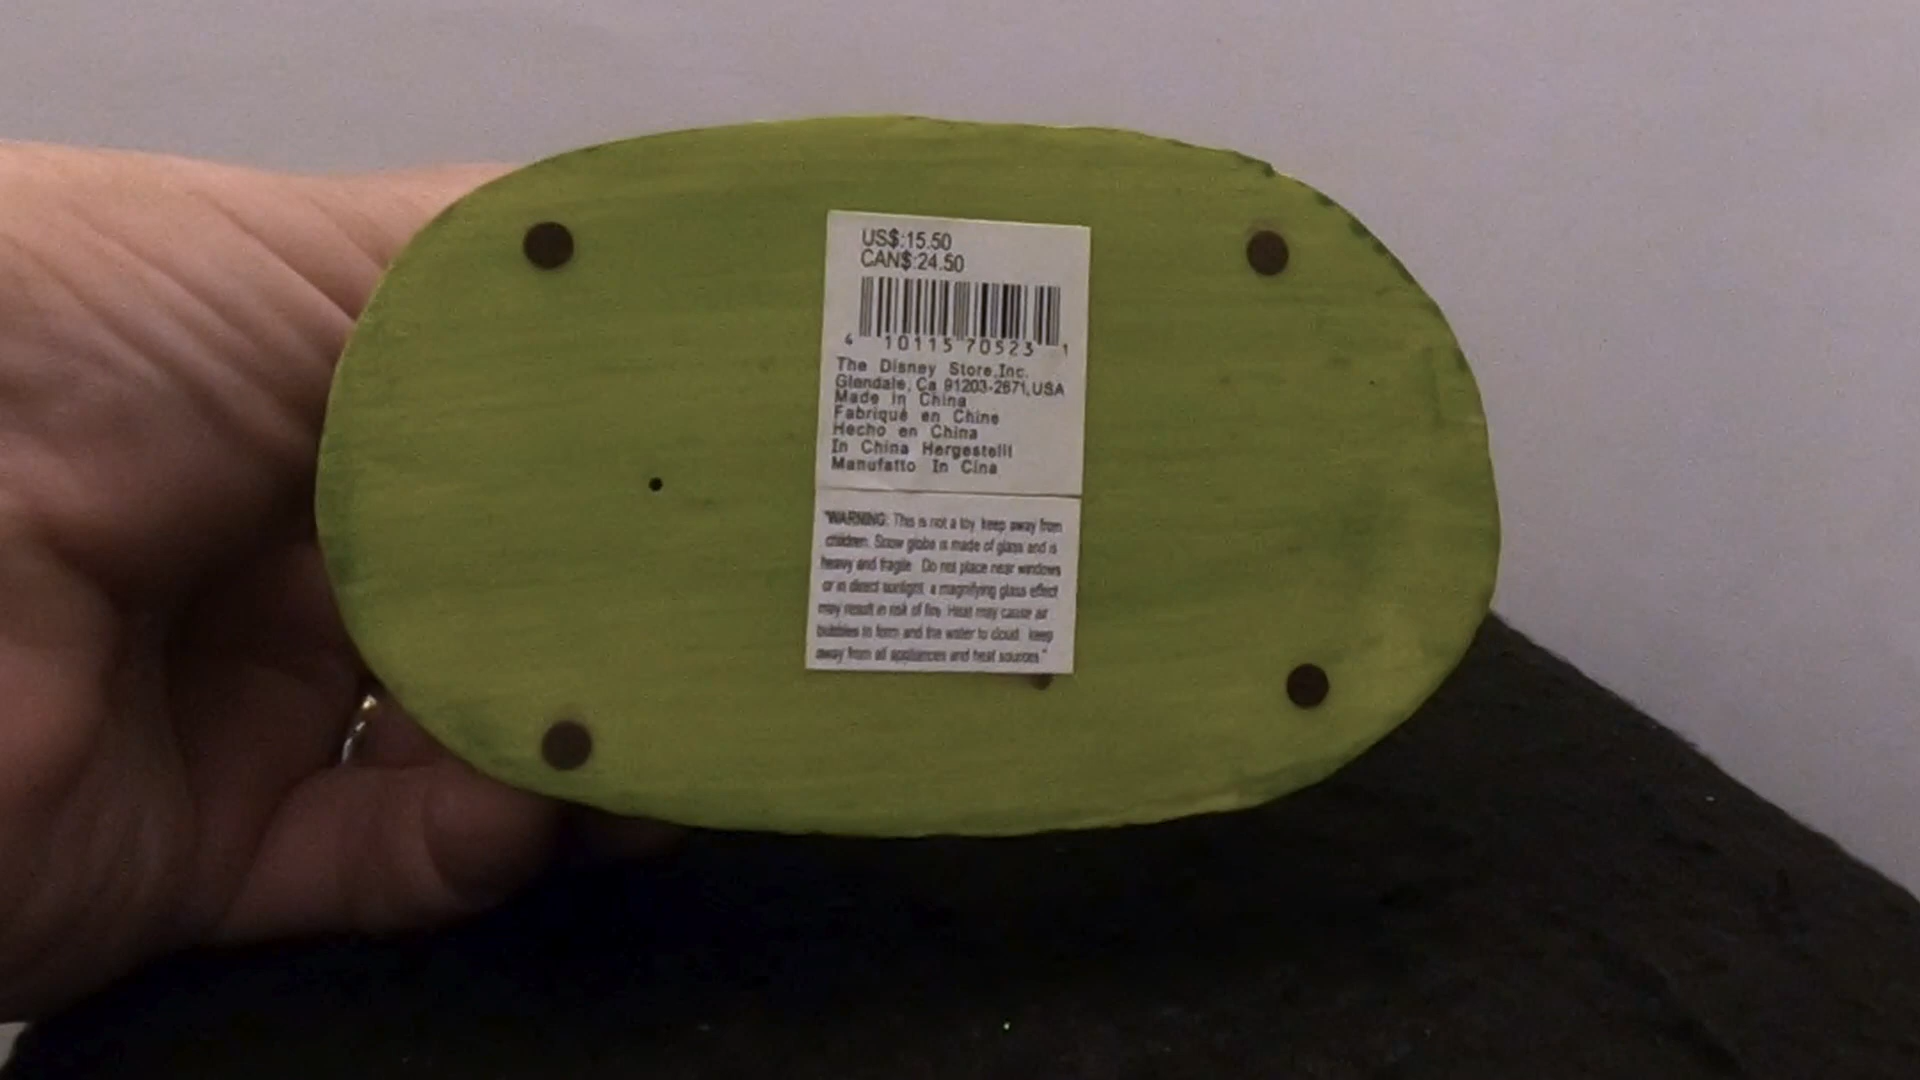 US$:15.50
CAN$:24.50
4 10115 70523 1
The Disney Store,Inc.
Glendale, Ca 91203-2671, USA
Made In China
Fabriqué en Chine
Hecho en China
In China Hergestellt
Manufatto In Cina
"WARNING: This is not a toy, keep away from
children. Snow globe is made of glass and is
heavy and fragile. Do not place near windows
or in direct sunlight, a magnifying glass effect
may result in risk of fire. Heat may cause air
bubbles to form and the water to cloud, keep
away from all appliances and heat sources."